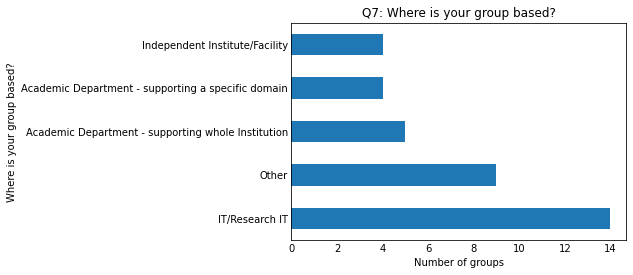 Q7: Where is your group based?
Where is your group based?
Independent Institute/Facility
Academic Department - supporting a specific domain
Academic Department - supporting whole Institution
Other
IT/Research IT
0 2 4 6 8 10 12 14
Number of groups